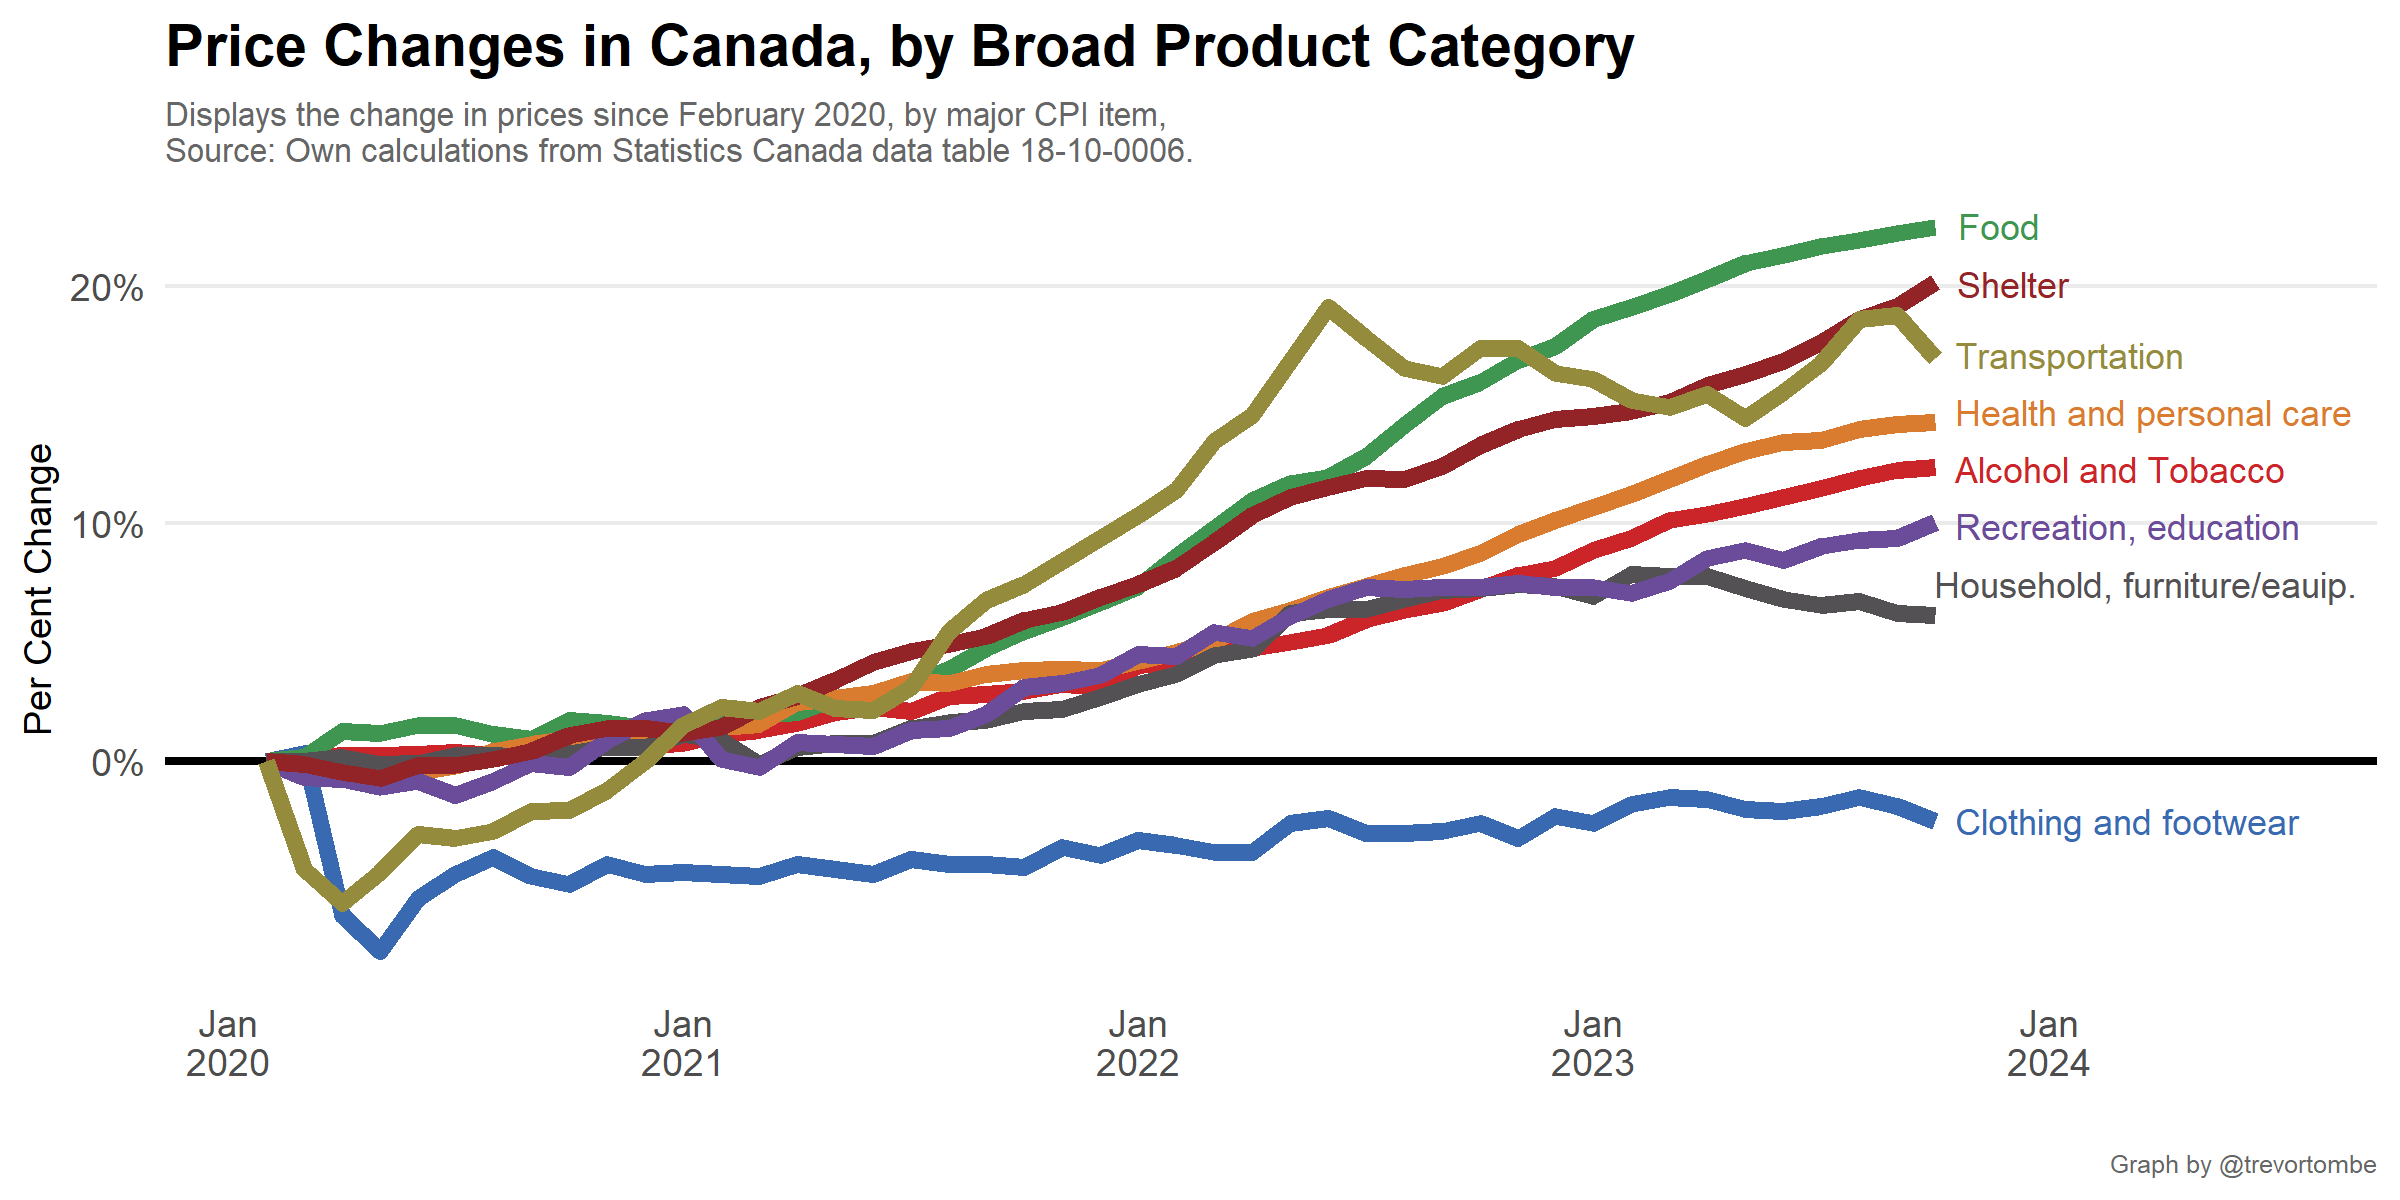 Price Changes in Canada, by Broad Product Category
Displays the change in prices since February 2020, by major CPI item,
Source: Own calculations from Statistics Canada data table 18-10-0006.
Per Cent Change
20%
10%
0%
Food
Shelter
Transportation
Health and personal care
Alcohol and Tobacco
Recreation, education
Household, furniture/eauip.
Clothing and footwear
Jan
2020
Jan
2021
Jan
2022
Jan
2023
Jan
2024
Graph by @trevortombe